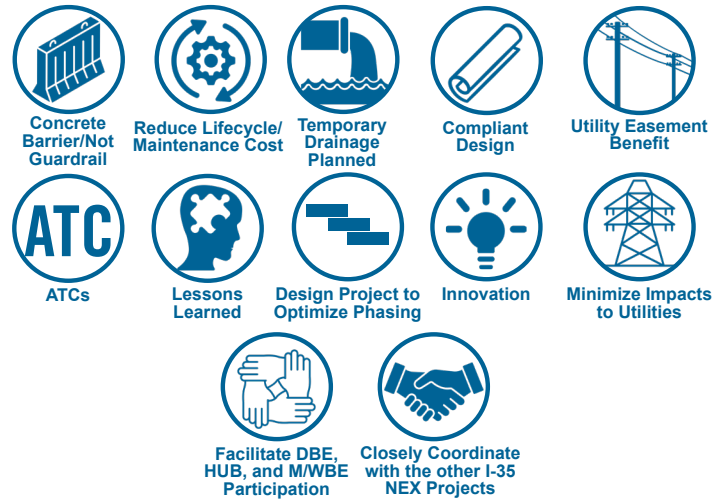 Concrete
Barrier/Not
Guardrail
Reduce Lifecycle/
Maintenance Cost
Temporary
Drainage
Planned
Compliant
Design
Utility Easement
Benefit
ATC
ATCs
Lessons
Learned
Design Project to
Optimize Phasing
Innovation
Minimize Impacts
to Utilities
Facilitate DBE,
HUB, and M/WBE
Participation
Closely Coordinate
with the other I-35
NEX Projects